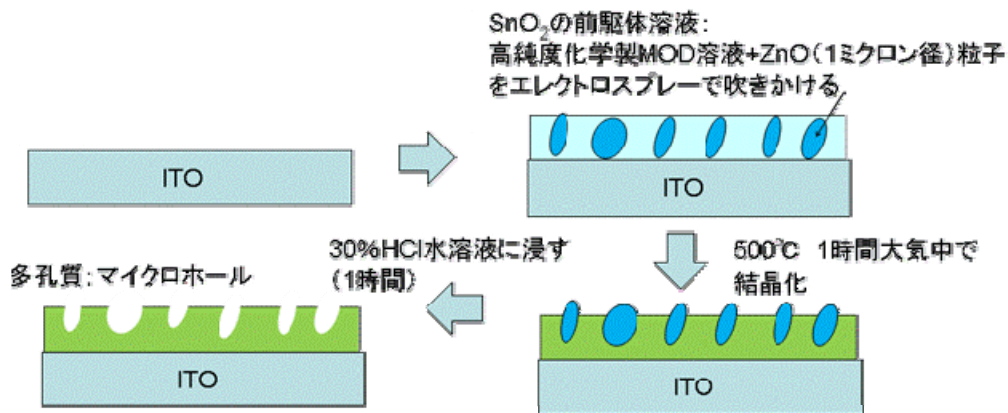 SnO2の前駆体溶液:
高純度化学製MOD溶液+ZnO(1ミクロン径)粒子
をエレクトロスプレーで吹きかける
ITO
ITO
500℃ 1時間大気中で
結晶化
30%HCl水溶液に浸す
(1時間)
多孔質:マイクロホール
ITO
ITO